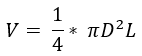 V = 1/4 * πD²L